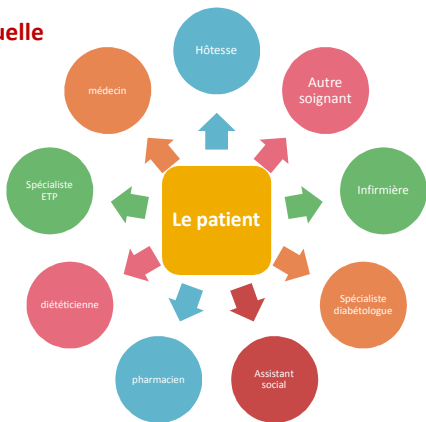 uelle
Hôtesse
Autre
soignant
médecin
Spécialiste
ETP
Le patient
Infirmière
diététicienne
Spécialiste
diabétologue
pharmacien
Assistant
social